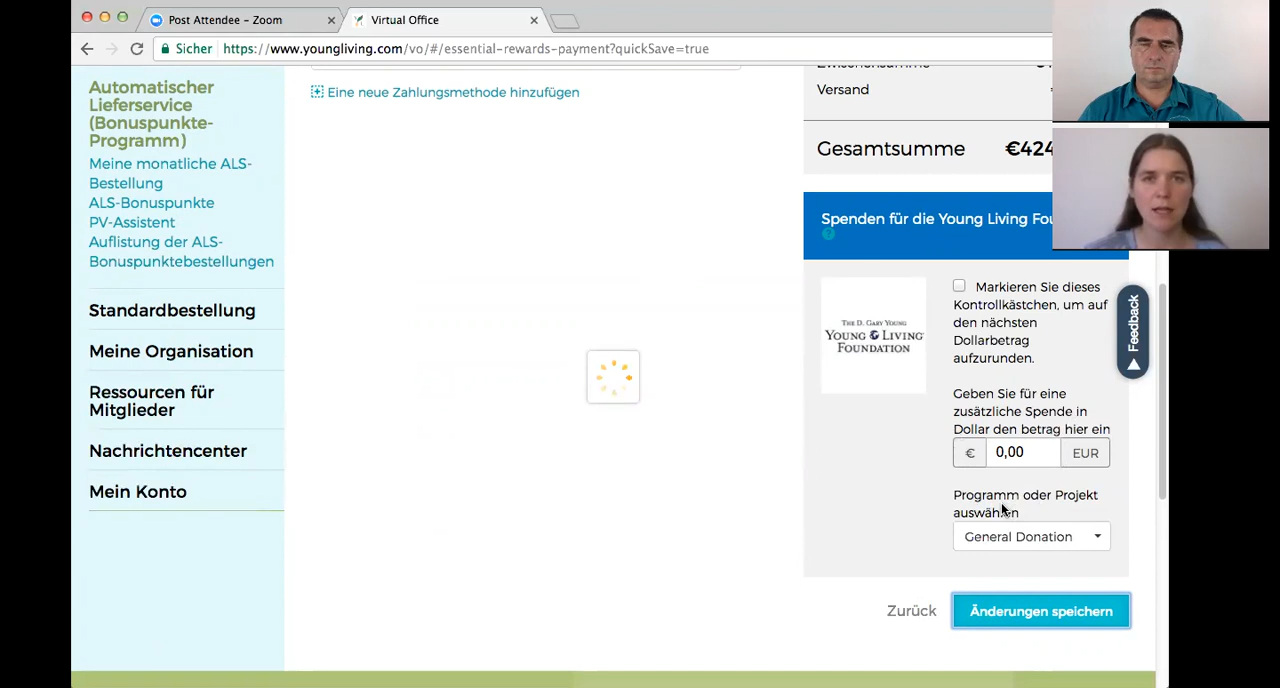 Post Attendee - Zoom
Virtual Office
Sicher
https://www.youngliving.com/vo/#/essential-rewards-payment?quickSave=true
Automatischer
Lieferservice
(Bonuspunkte-
Programm)
Meine monatliche ALS-
Bestellung
ALS-Bonuspunkte
PV-Assistent
Auflistung der ALS-
Bonuspunktebestellungen
Standardbestellung
Meine Organisation
Ressourcen für
Mitglieder
Nachrichtencenter
Mein Konto
Eine neue Zahlungsmethode hinzufügen
Zwischensumme
Versand
Gesamtsumme €424
Spenden für die Young Living
?
THE D. GARY YOUNG
YOUNG LIVING
FOUNDATION
Markieren Sie dieses
Kontrollkästchen, um auf
den nächsten
Dollarbetrag
aufzurunden.
Geben Sie für eine
zusätzliche Spende in
Dollar den betrag hier ein
€ 0,00 EUR
Programm oder Projekt
auswählen
General Donation
Zurück
Änderungen speichern
Feedback